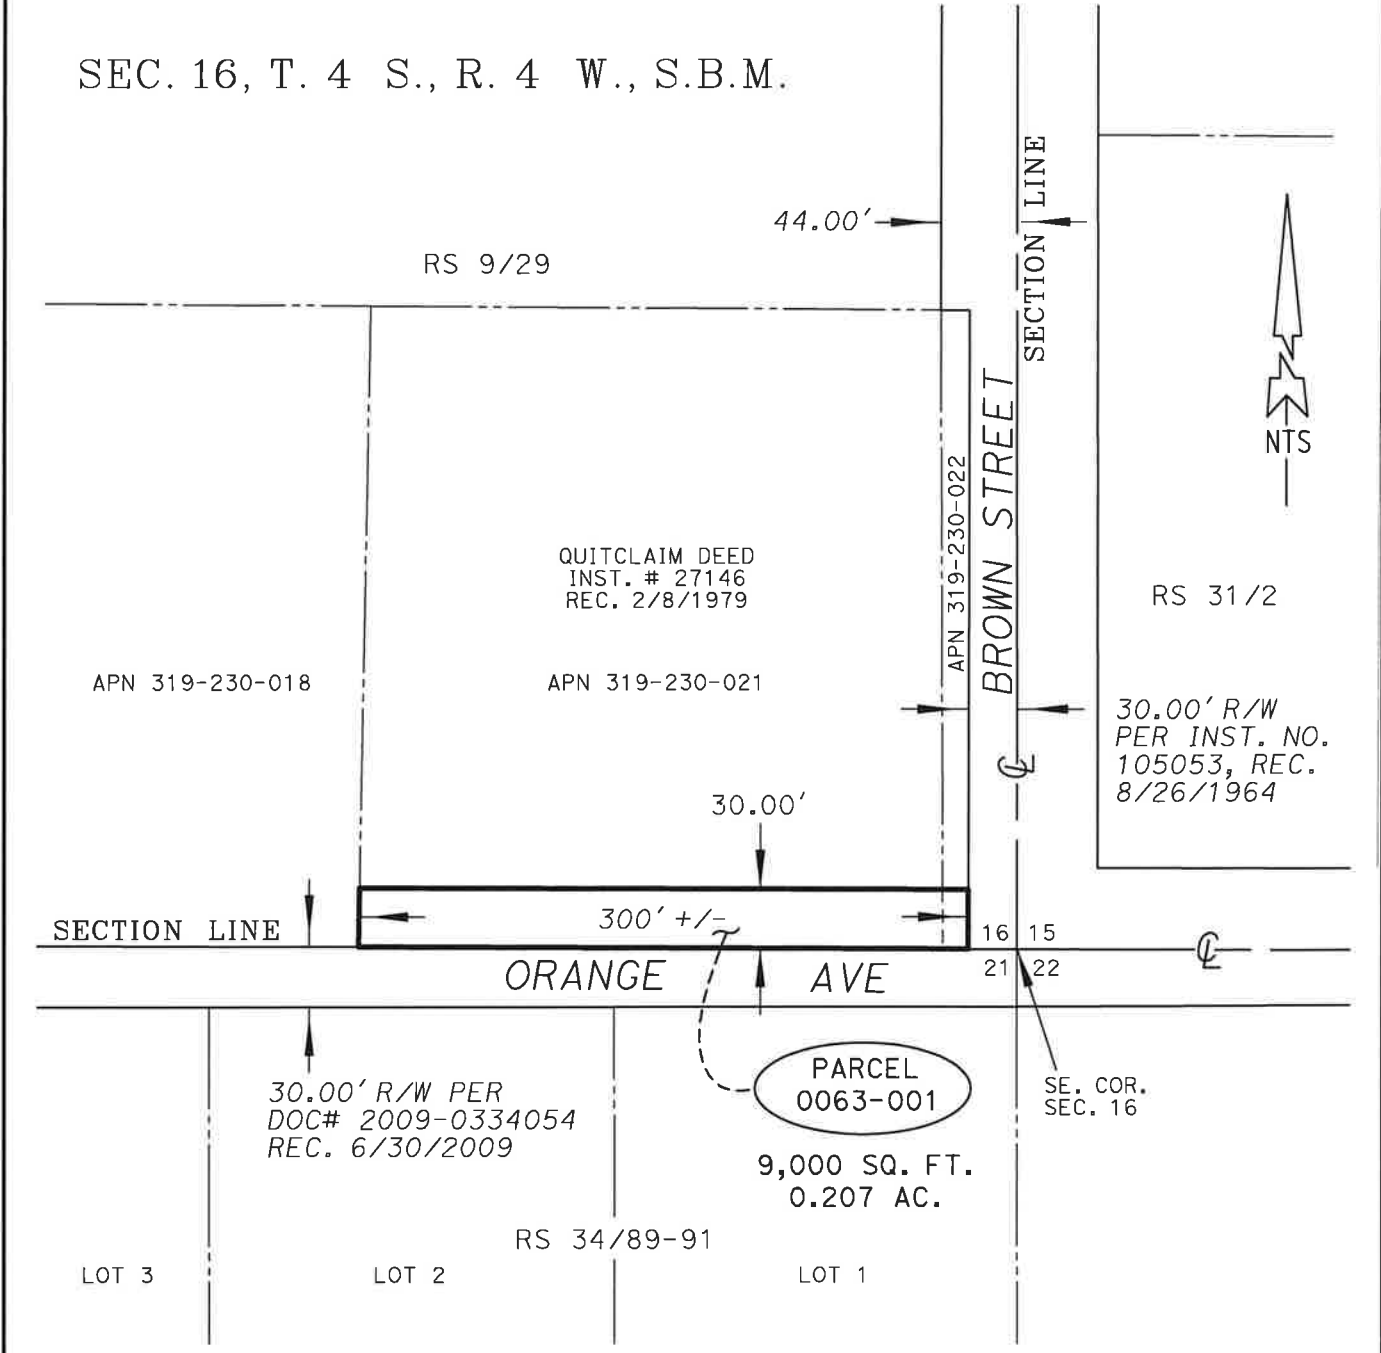 SEC. 16, T. 4 S., R. 4 W., S.B.M.
SECTION LINE
44.00'
RS 9/29
NTS
BROWN STREET
APN 319-230-022
QUITCLAIM DEED
INST. # 27146
REC. 2/8/1979
RS 31/2
APN 319-230-018
APN 319-230-021
30.00' R/W
PER INST. NO.
105053, REC.
8/26/1964
CL
30.00'
SECTION LINE
300' +/-
16 15
21 22
CL
ORANGE AVE
PARCEL
0063-001
SE. COR.
SEC. 16
30.00' R/W PER
DOC# 2009-0334054
REC. 6/30/2009
9,000 SQ. FT.
0.207 AC.
RS 34/89-91
LOT 3
LOT 2
LOT 1